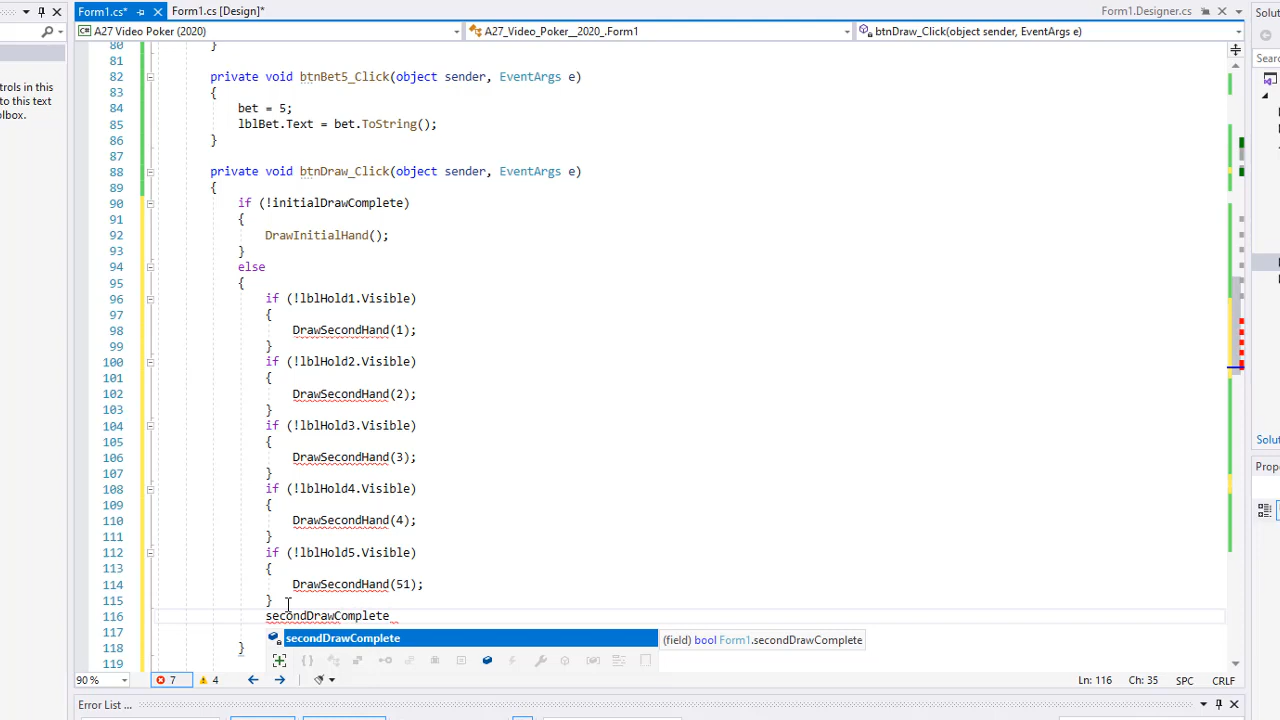 Form1.cs*
Form1.cs [Design]*
Form1.Designer.cs
Solu
A27 Video Poker (2020)
A27_Video_Poker__2020_.Form1
btnDraw_Click(object sender, EventArgs e)
80 }
81
82 private void btnBet5_Click(object sender, EventArgs e)
83 {
84 bet = 5;
85 lblBet.Text = bet.ToString();
86 }
87
88 private void btnDraw_Click(object sender, EventArgs e)
89 {
90 if (!initialDrawComplete)
91 {
92 DrawInitialHand();
93 }
94 else
95 {
96 if (!lblHold1.Visible)
97 {
98 DrawSecondHand(1);
99 }
100 if (!lblHold2.Visible)
101 {
102 DrawSecondHand(2);
103 }
104 if (!lblHold3.Visible)
105 {
106 DrawSecondHand(3);
107 }
108 if (!lblHold4.Visible)
109 {
110 DrawSecondHand(4);
111 }
112 if (!lblHold5.Visible)
113 {
114 DrawSecondHand(51);
115 }
116 secondDrawComplete
117
118 }
119
secondDrawComplete
(field) bool Form1.secondDrawComplete
trols in this
to this text
olbox.
Sear
Solut
Prope
90 %
7
4
Ln: 116
Ch: 35
SPC
CRLF
Error List ...